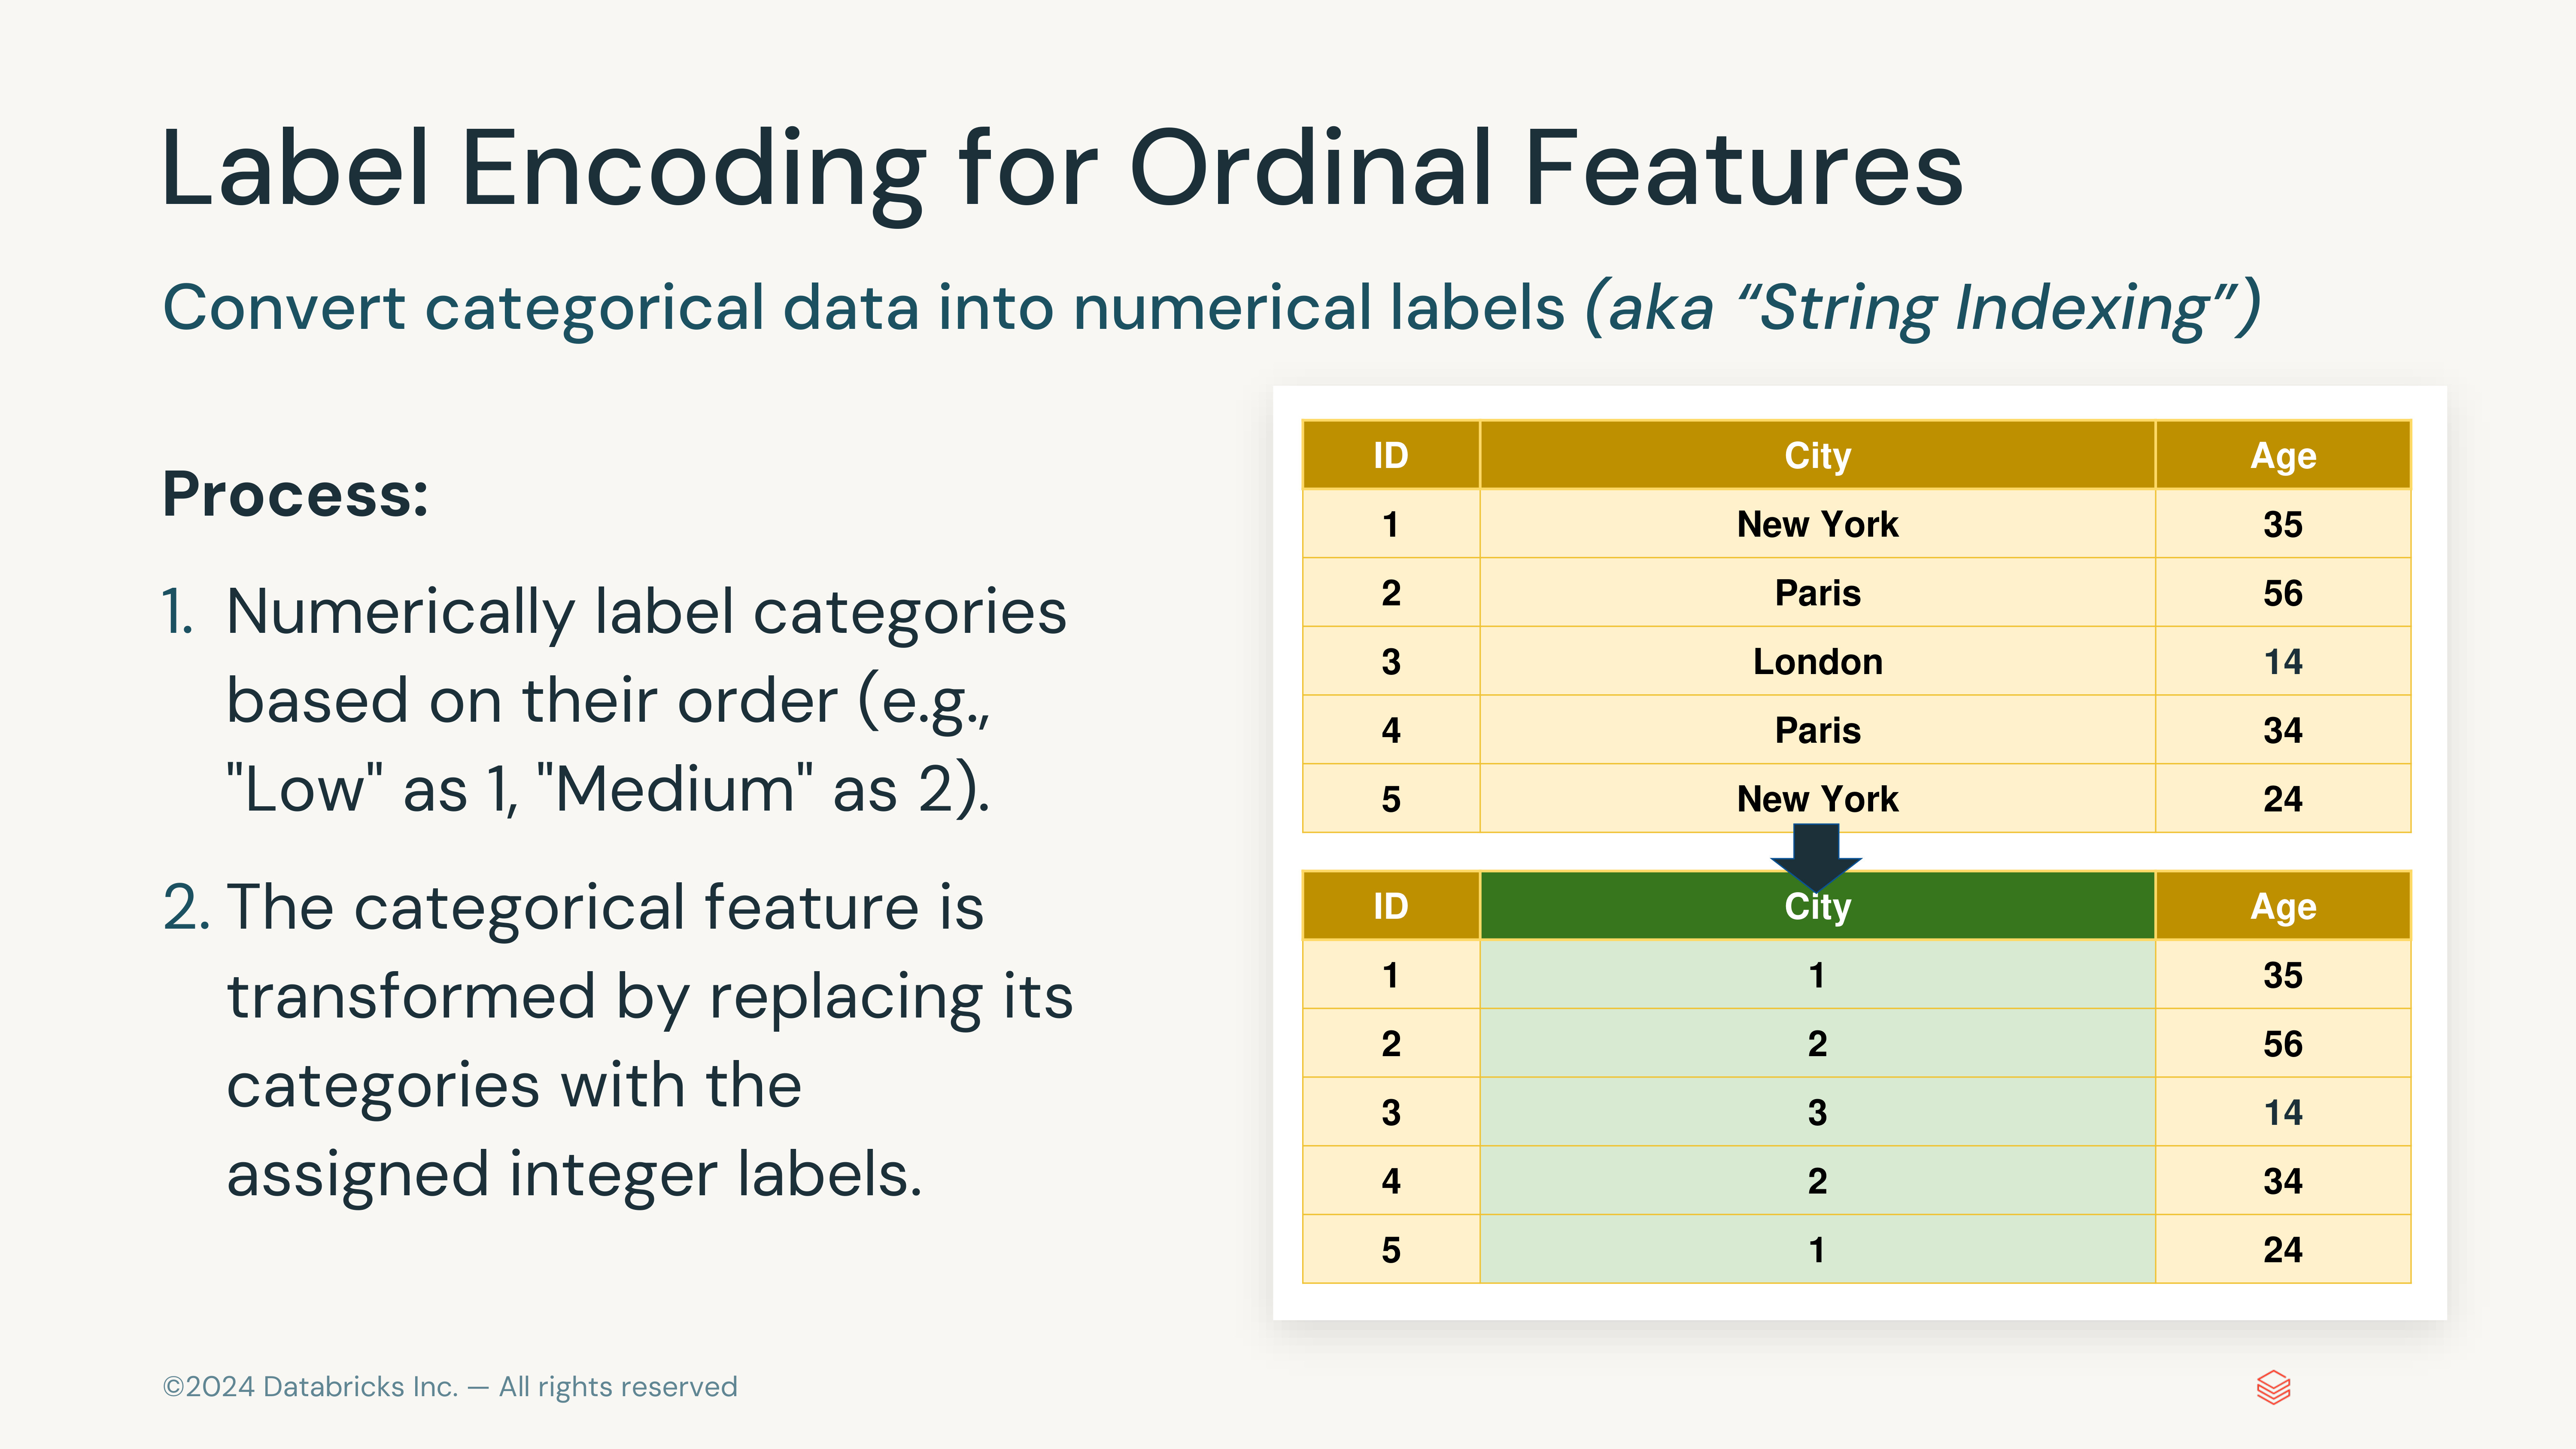 Label Encoding for Ordinal Features
Convert categorical data into numerical labels (aka “String Indexing”)
Process:
1. Numerically label categories
based on their order (e.g.,
"Low" as 1, "Medium" as 2).
2. The categorical feature is
transformed by replacing its
categories with the
assigned integer labels.
ID City Age
1 New York 35
2 Paris 56
3 London 14
4 Paris 34
5 New York 24
ID City Age
1 1 35
2 2 56
3 3 14
4 2 34
5 1 24
©2024 Databricks Inc. — All rights reserved